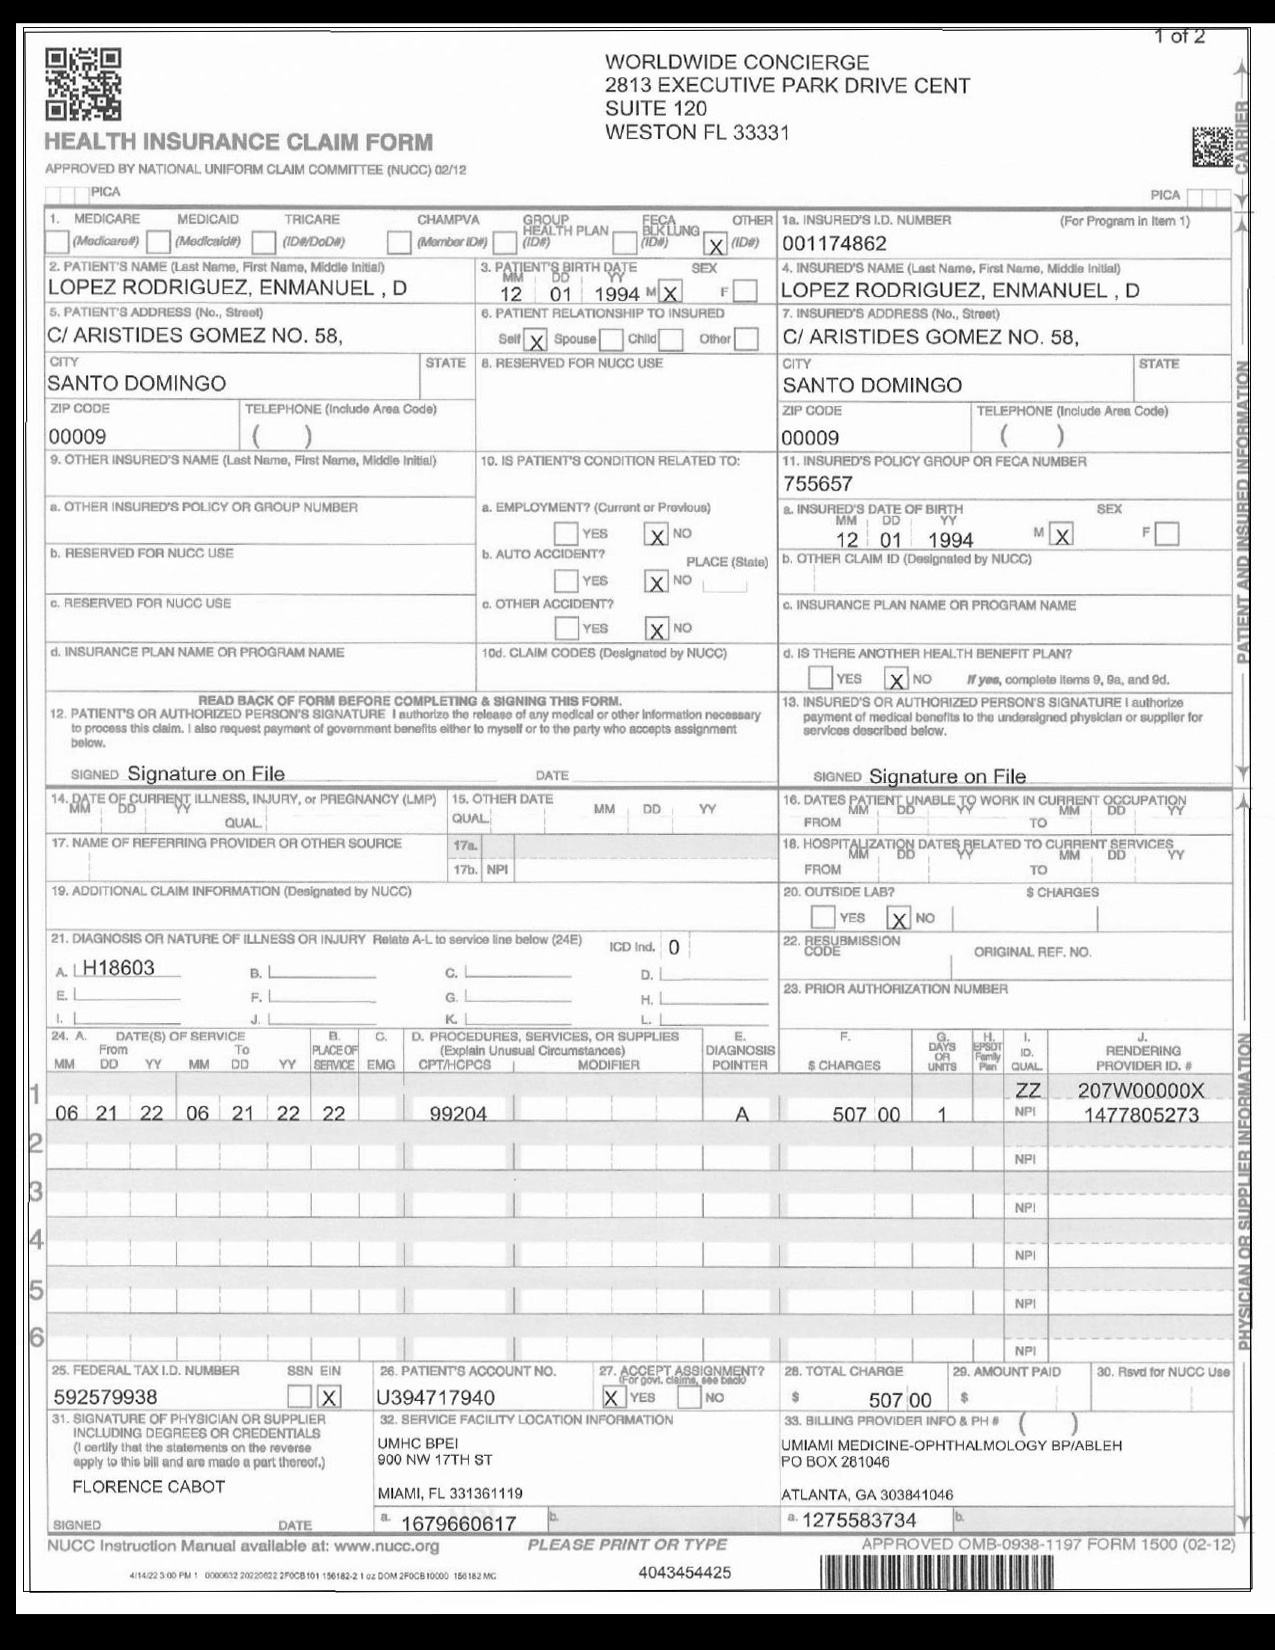 1 of 2
WORLDWIDE CONCIERGE
2813 EXECUTIVE PARK DRIVE CENT
SUITE 120
WESTON FL 33331
HEALTH INSURANCE CLAIM FORM
APPROVED BY NATIONAL UNIFORM CLAIM COMMITTEE (NUCC) 02/12
PICA PICA
CARRIER
1. MEDICARE MEDICAID TRICARE CHAMPVA GROUP HEALTH PLAN FECA BLK LUNG OTHER 1a. INSURED'S I.D. NUMBER (For Program in Item 1)
(Medicare#) (Medicaid#) (ID#/DoD#) (Member ID#) (ID#) (ID#) X (ID#) 001174862
2. PATIENT'S NAME (Last Name, First Name, Middle Initial) 3. PATIENT'S BIRTH DATE SEX 4. INSURED'S NAME (Last Name, First Name, Middle Initial)
MM DD YY
LOPEZ RODRIGUEZ, ENMANUEL , D 12 01 1994 M X F LOPEZ RODRIGUEZ, ENMANUEL , D
5. PATIENT'S ADDRESS (No., Street) 6. PATIENT RELATIONSHIP TO INSURED 7. INSURED'S ADDRESS (No., Street)
C/ ARISTIDES GOMEZ NO. 58, Self X Spouse Child Other C/ ARISTIDES GOMEZ NO. 58,
CITY STATE 8. RESERVED FOR NUCC USE CITY STATE
SANTO DOMINGO SANTO DOMINGO
ZIP CODE TELEPHONE (Include Area Code) ZIP CODE TELEPHONE (Include Area Code)
00009 ( ) 00009 ( )
9. OTHER INSURED'S NAME (Last Name, First Name, Middle Initial) 10. IS PATIENT'S CONDITION RELATED TO: 11. INSURED'S POLICY GROUP OR FECA NUMBER
755657
a. OTHER INSURED'S POLICY OR GROUP NUMBER a. EMPLOYMENT? (Current or Previous) a. INSURED'S DATE OF BIRTH SEX
MM DD YY
YES X NO 12 01 1994 M X F
b. RESERVED FOR NUCC USE b. AUTO ACCIDENT? PLACE (State) b. OTHER CLAIM ID (Designated by NUCC)
YES X NO
c. RESERVED FOR NUCC USE c. OTHER ACCIDENT? c. INSURANCE PLAN NAME OR PROGRAM NAME
YES X NO
d. INSURANCE PLAN NAME OR PROGRAM NAME 10d. CLAIM CODES (Designated by NUCC) d. IS THERE ANOTHER HEALTH BENEFIT PLAN?
YES X NO If yes, complete items 9, 9a, and 9d.
READ BACK OF FORM BEFORE COMPLETING & SIGNING THIS FORM.
12. PATIENT'S OR AUTHORIZED PERSON'S SIGNATURE I authorize the release of any medical or other information necessary
to process this claim. I also request payment of government benefits either to myself or to the party who accepts assignment
below.
13. INSURED'S OR AUTHORIZED PERSON'S SIGNATURE I authorize
payment of medical benefits to the undersigned physician or supplier for
services described below.
SIGNED Signature on File DATE SIGNED Signature on File
PATIENT AND INSURED INFORMATION
14. DATE OF CURRENT ILLNESS, INJURY, or PREGNANCY (LMP) 15. OTHER DATE 16. DATES PATIENT UNABLE TO WORK IN CURRENT OCCUPATION
MM DD YY MM DD YY MM DD YY MM DD YY
QUAL. QUAL. FROM TO
17. NAME OF REFERRING PROVIDER OR OTHER SOURCE 17a. 18. HOSPITALIZATION DATES RELATED TO CURRENT SERVICES
MM DD YY MM DD YY
17b. NPI FROM TO
19. ADDITIONAL CLAIM INFORMATION (Designated by NUCC) 20. OUTSIDE LAB? $ CHARGES
YES X NO
21. DIAGNOSIS OR NATURE OF ILLNESS OR INJURY Relate A-L to service line below (24E) ICD Ind. 0 22. RESUBMISSION CODE ORIGINAL REF. NO.
A. H18603 B. C. D.
E. F. G. H. 23. PRIOR AUTHORIZATION NUMBER
I. J. K. L.
24. A. DATE(S) OF SERVICE B. C. D. PROCEDURES, SERVICES, OR SUPPLIES E. F. G. H. I. J.
From To PLACE OF (Explain Unusual Circumstances) DIAGNOSIS DAYS OR UNITS EPSDT Family Plan ID. RENDERING
MM DD YY MM DD YY SERVICE EMG CPT/HCPCS MODIFIER POINTER $ CHARGES QUAL. PROVIDER ID. #
1 ZZ 207W00000X
06 21 22 06 21 22 22 99204 A 507 00 1 NPI 1477805273
2 NPI
3 NPI
4 NPI
5 NPI
6 NPI
PHYSICIAN OR SUPPLIER INFORMATION
25. FEDERAL TAX I.D. NUMBER SSN EIN 26. PATIENT'S ACCOUNT NO. 27. ACCEPT ASSIGNMENT? (For govt. claims, see back) 28. TOTAL CHARGE 29. AMOUNT PAID 30. Rsvd for NUCC Use
592579938 X U394717940 X YES NO $ 507 00 $
31. SIGNATURE OF PHYSICIAN OR SUPPLIER
INCLUDING DEGREES OR CREDENTIALS
(I certify that the statements on the reverse
apply to this bill and are made a part thereof.)
FLORENCE CABOT
SIGNED DATE
32. SERVICE FACILITY LOCATION INFORMATION
UMHC BPEI
900 NW 17TH ST
MIAMI, FL 331361119
a. 1679660617 b.
33. BILLING PROVIDER INFO & PH # ( )
UMIAMI MEDICINE-OPHTHALMOLOGY BP/ABLEH
PO BOX 281046
ATLANTA, GA 303841046
a. 1275583734 b.
NUCC Instruction Manual available at: www.nucc.org PLEASE PRINT OR TYPE APPROVED OMB-0938-1197 FORM 1500 (02-12)
4/14/22 3:00 PM 1 0000632 20220622 2F0CB101 156182-2 1 oz DOM 2F0CB10000 156182 MC
4043454425